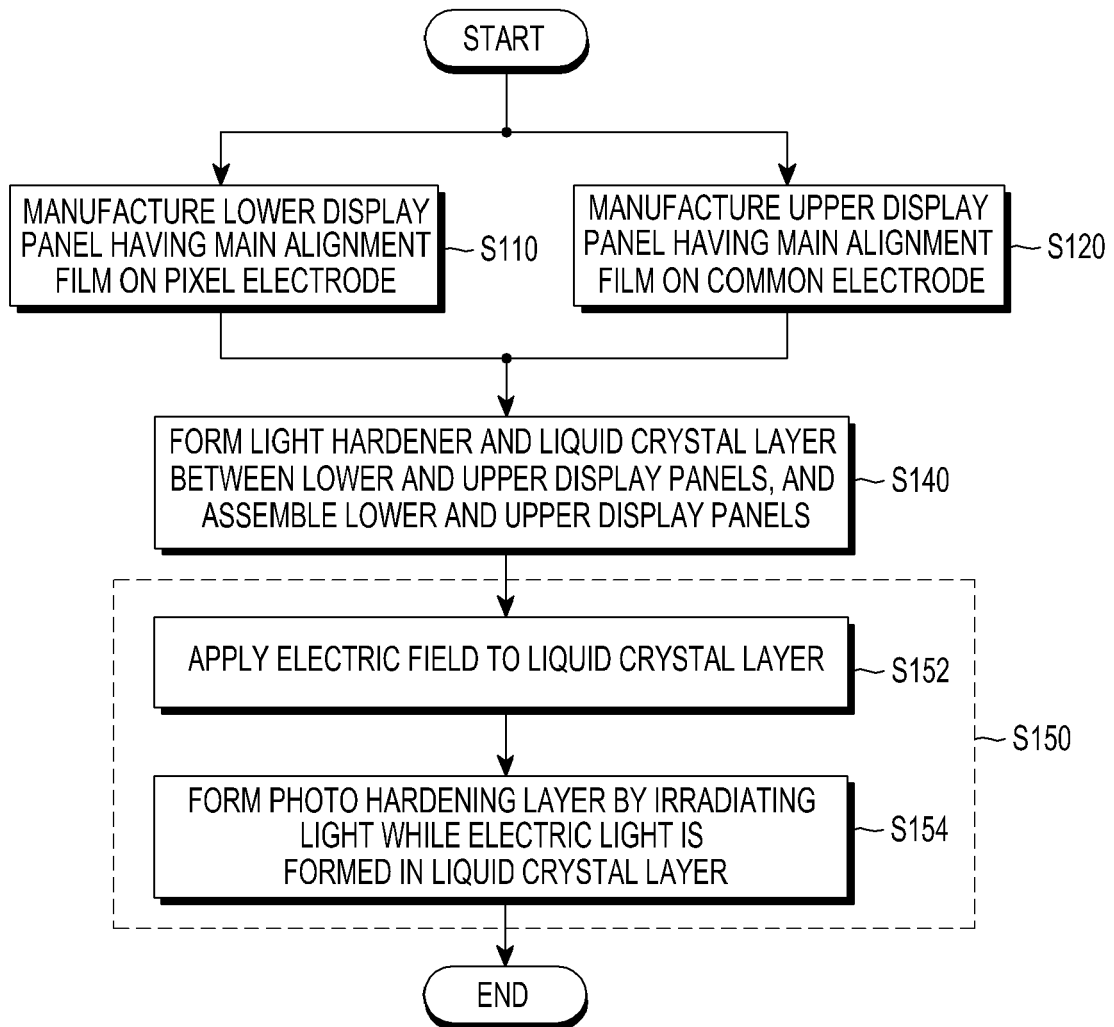 START
MANUFACTURE LOWER DISPLAY
PANEL HAVING MAIN ALIGNMENT
FILM ON PIXEL ELECTRODE
S110
MANUFACTURE UPPER DISPLAY
PANEL HAVING MAIN ALIGNMENT
FILM ON COMMON ELECTRODE
S120
FORM LIGHT HARDENER AND LIQUID CRYSTAL LAYER
BETWEEN LOWER AND UPPER DISPLAY PANELS, AND
ASSEMBLE LOWER AND UPPER DISPLAY PANELS
S140
APPLY ELECTRIC FIELD TO LIQUID CRYSTAL LAYER
S152
S150
FORM PHOTO HARDENING LAYER BY IRRADIATING
LIGHT WHILE ELECTRIC LIGHT IS
FORMED IN LIQUID CRYSTAL LAYER
S154
END